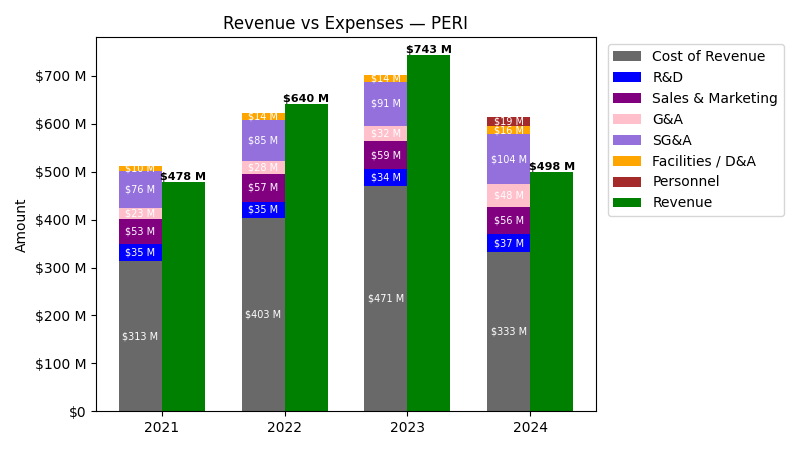 Revenue vs Expenses — PERI
Amount
$700 M
$600 M
$500 M
$400 M
$300 M
$200 M
$100 M
$0
2021
2022
2023
2024
$10 M
$76 M
$23 M
$53 M
$35 M
$313 M
$478 M
$14 M
$85 M
$28 M
$57 M
$35 M
$403 M
$640 M
$14 M
$91 M
$32 M
$59 M
$34 M
$471 M
$743 M
$19 M
$16 M
$104 M
$48 M
$56 M
$37 M
$333 M
$498 M
Cost of Revenue
R&D
Sales & Marketing
G&A
SG&A
Facilities / D&A
Personnel
Revenue